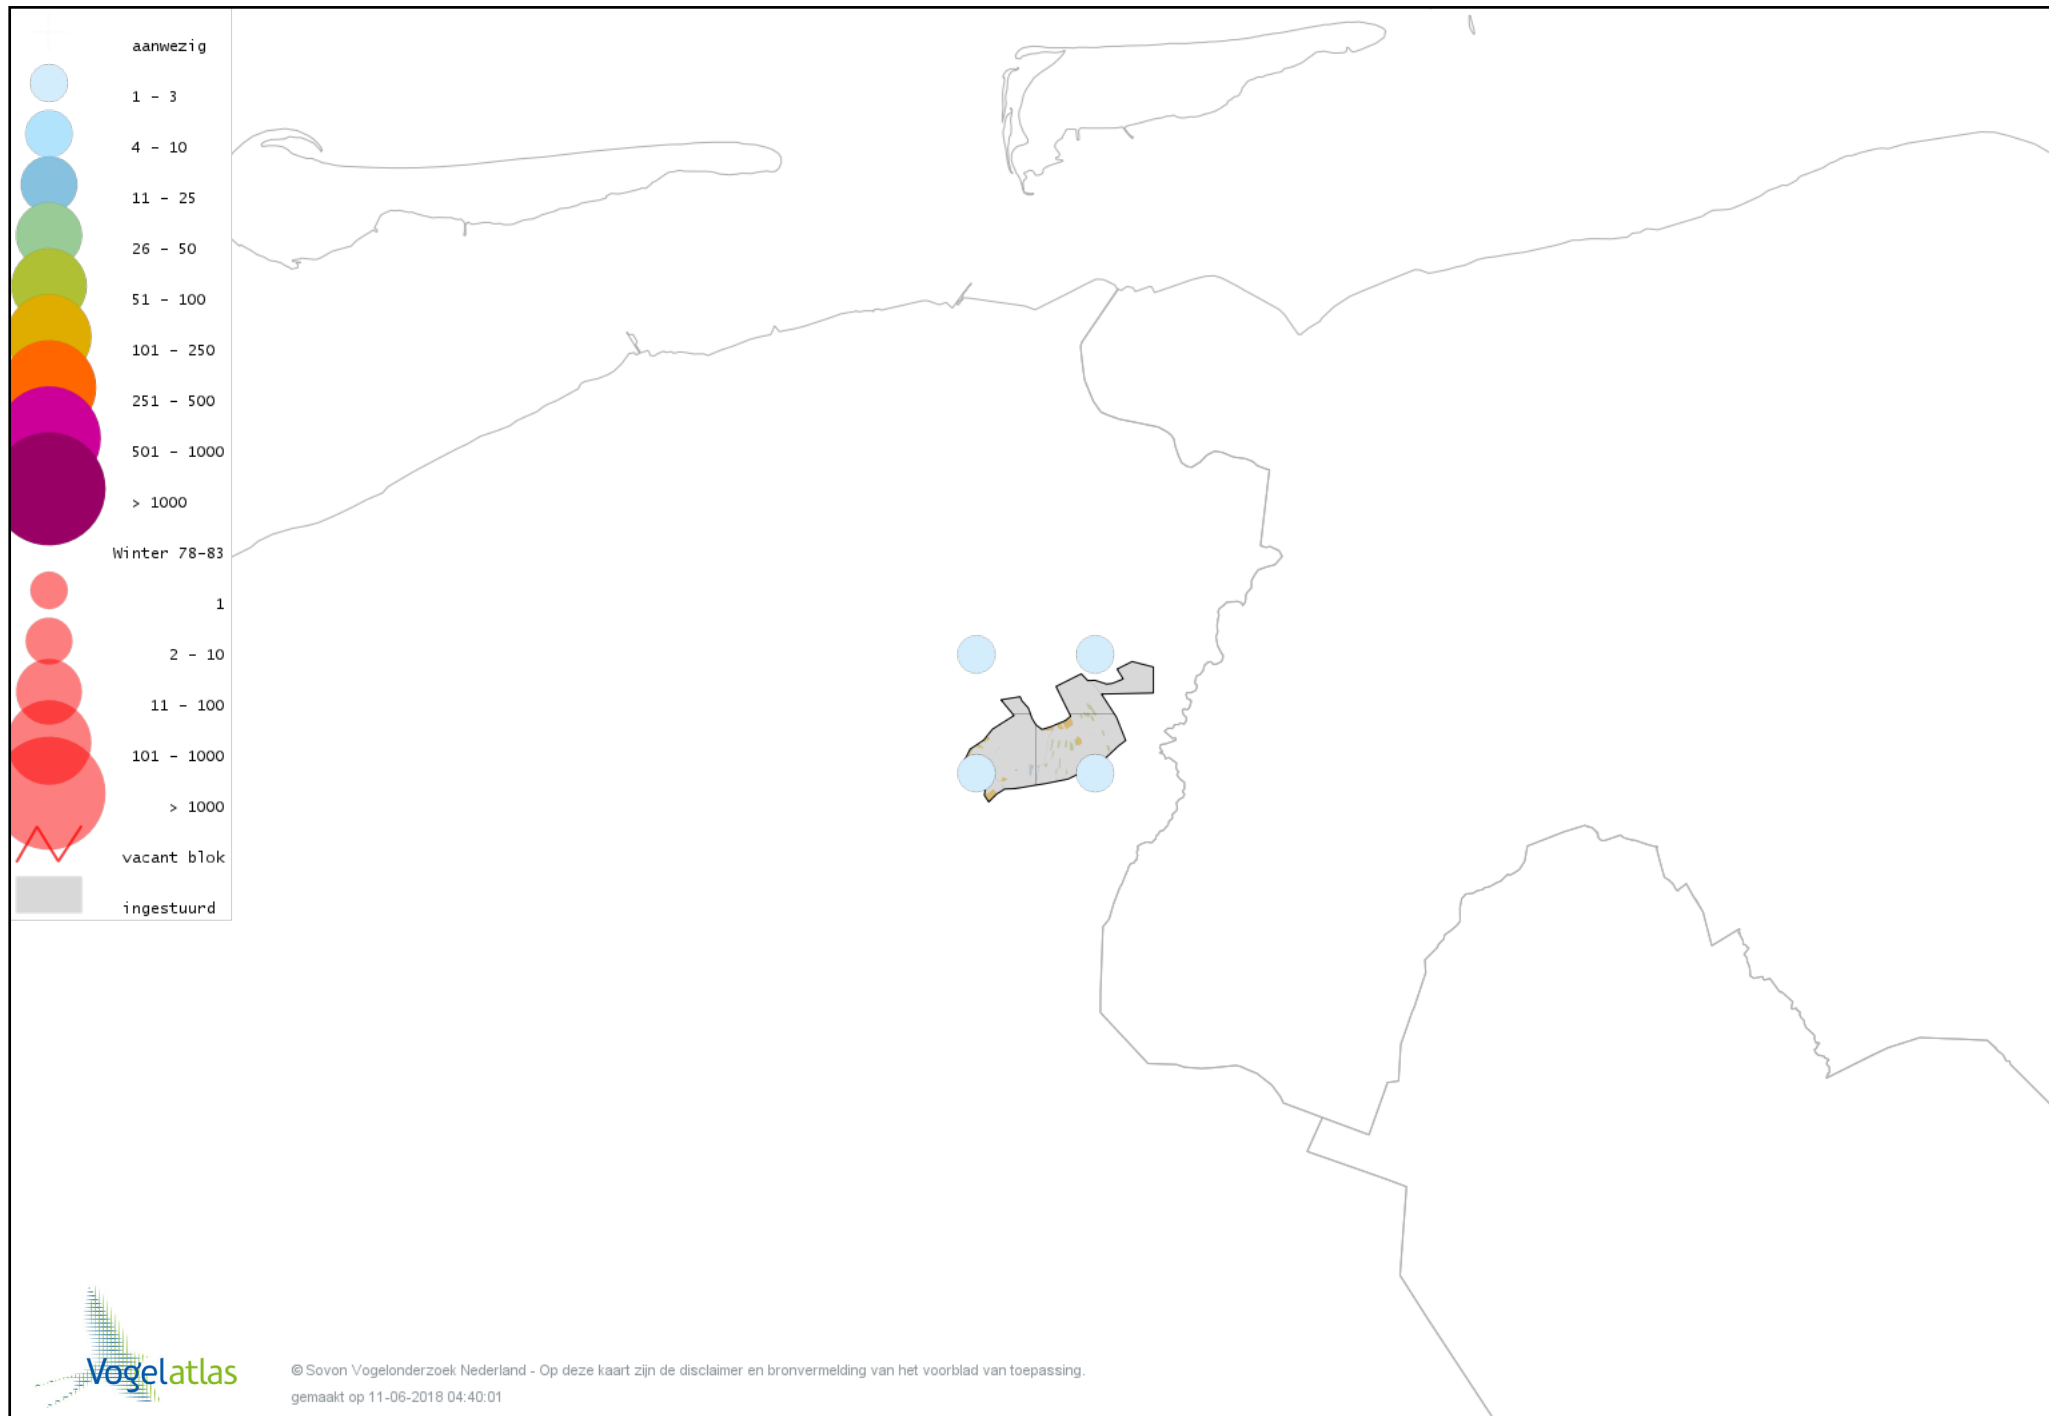 aanwezig
1 - 3
4 - 10
11 - 25
26 - 50
51 - 100
101 - 250
251 - 500
501 - 1000
> 1000
Winter 78-83
1
2 - 10
11 - 100
101 - 1000
> 1000
vacant blok
ingestuurd
Vogelatlas
© Sovon Vogelonderzoek Nederland - Op deze kaart zijn de disclaimer en bronvermelding van het voorblad van toepassing.
gemaakt op 11-06-2018 04:40:01